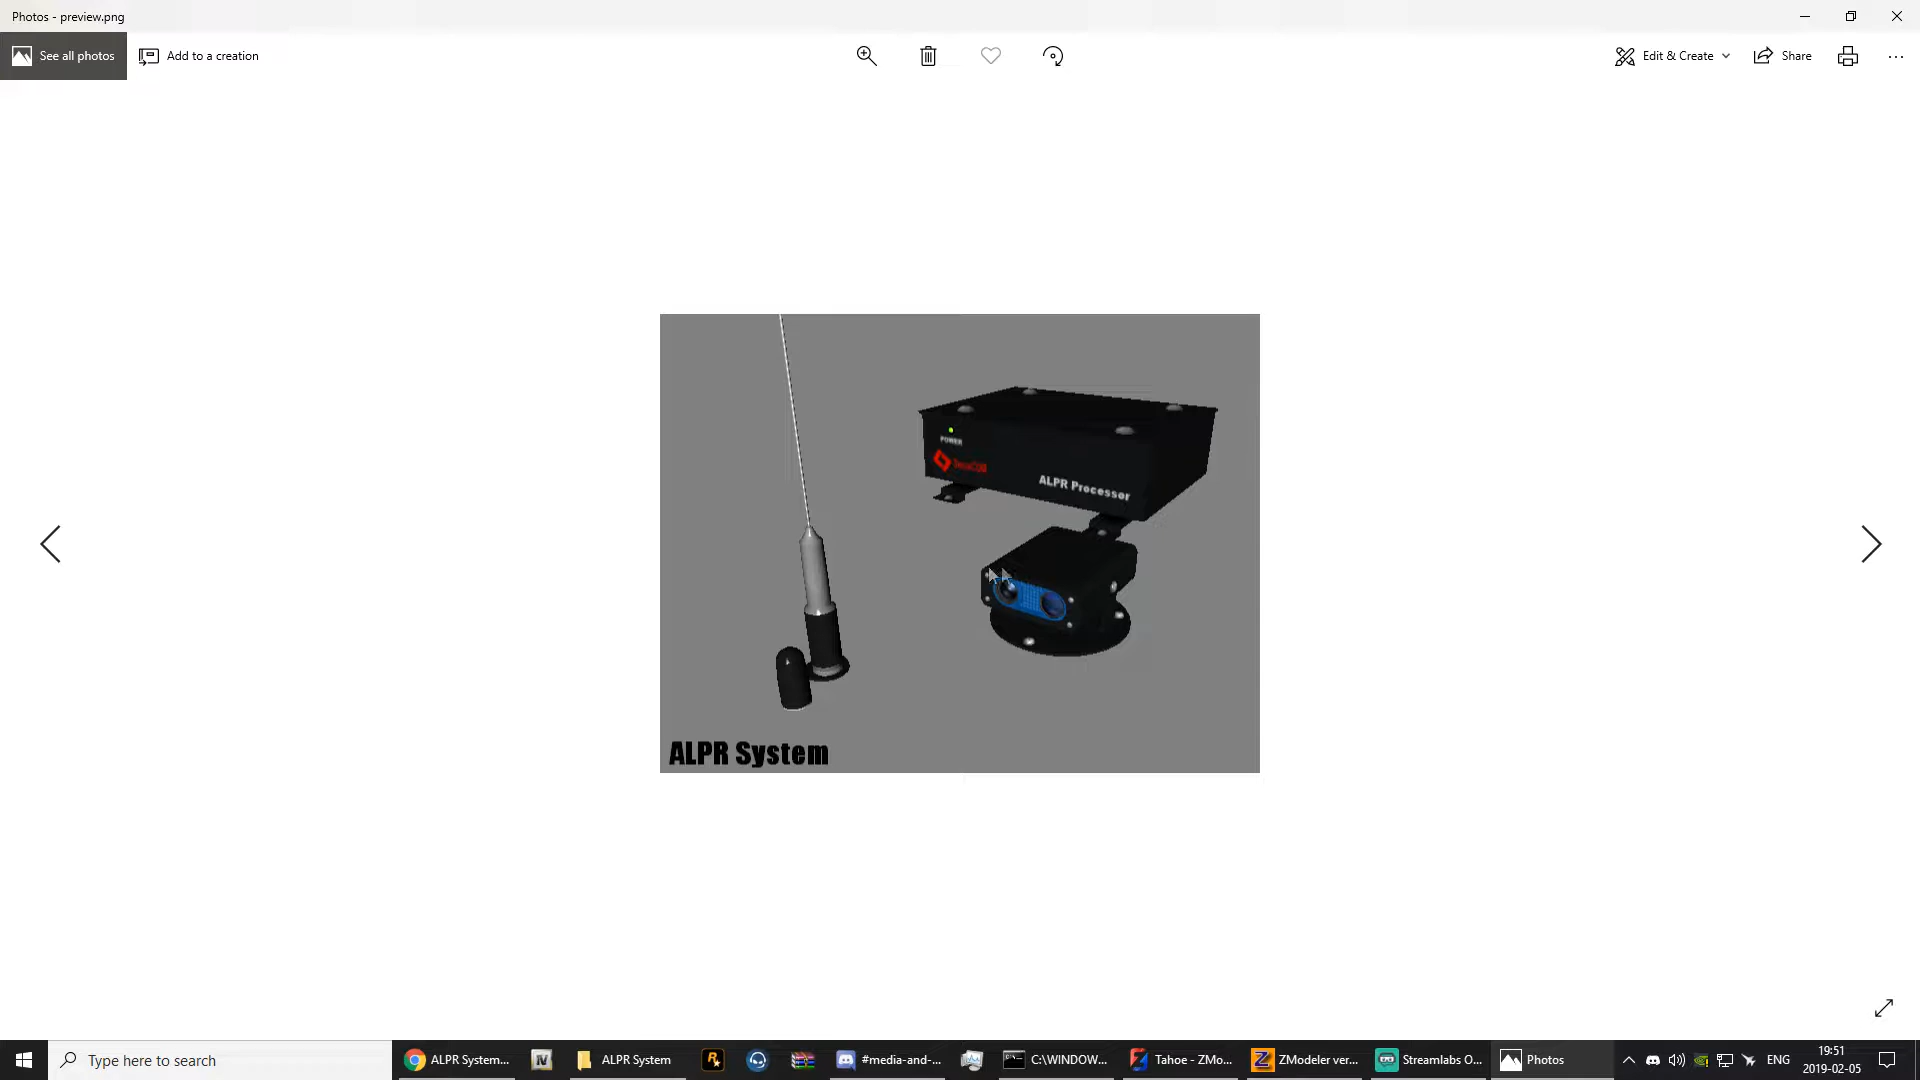 Photos - preview.png
See all photos
Add to a creation
Edit & Create
Share
POWER
ALPR Processor
ALPR System
Type here to search
ALPR System...
IV
ALPR System
#media-and-...
C:\WINDOW...
Tahoe - ZMo...
ZModeler ver...
Streamlabs O...
Photos
ENG
19:51
2019-02-05